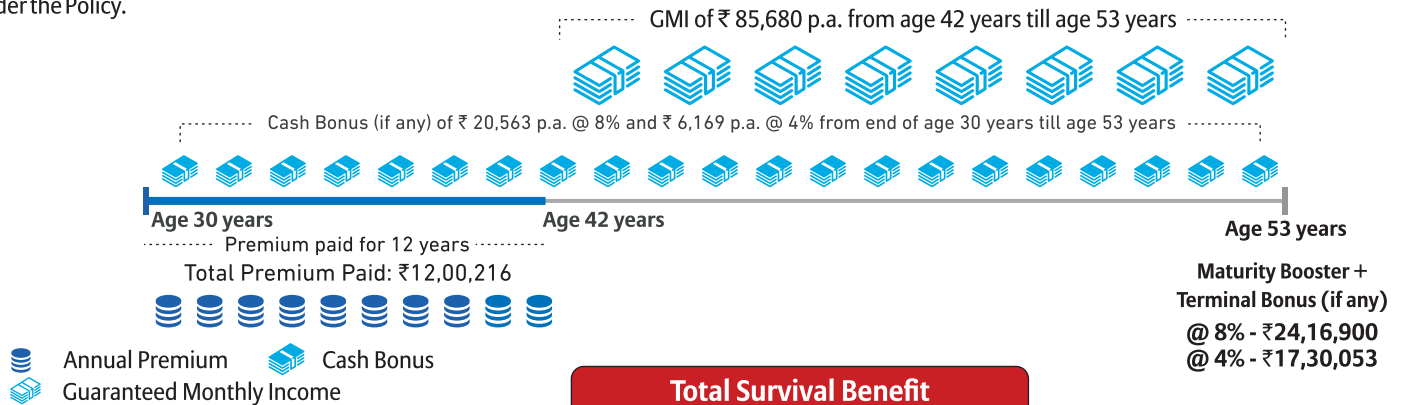 der the Policy.
GMI of ₹ 85,680 p.a. from age 42 years till age 53 years
Cash Bonus (if any) of ₹ 20,563 p.a. @ 8% and ₹ 6,169 p.a. @ 4% from end of age 30 years till age 53 years
Age 30 years
Age 42 years
Age 53 years
Premium paid for 12 years
Total Premium Paid: ₹12,00,216
Maturity Booster +
Terminal Bonus (if any)
@ 8% - ₹24,16,900
@ 4% - ₹17,30,053
Annual Premium
Cash Bonus
Guaranteed Monthly Income
Total Survival Benefit